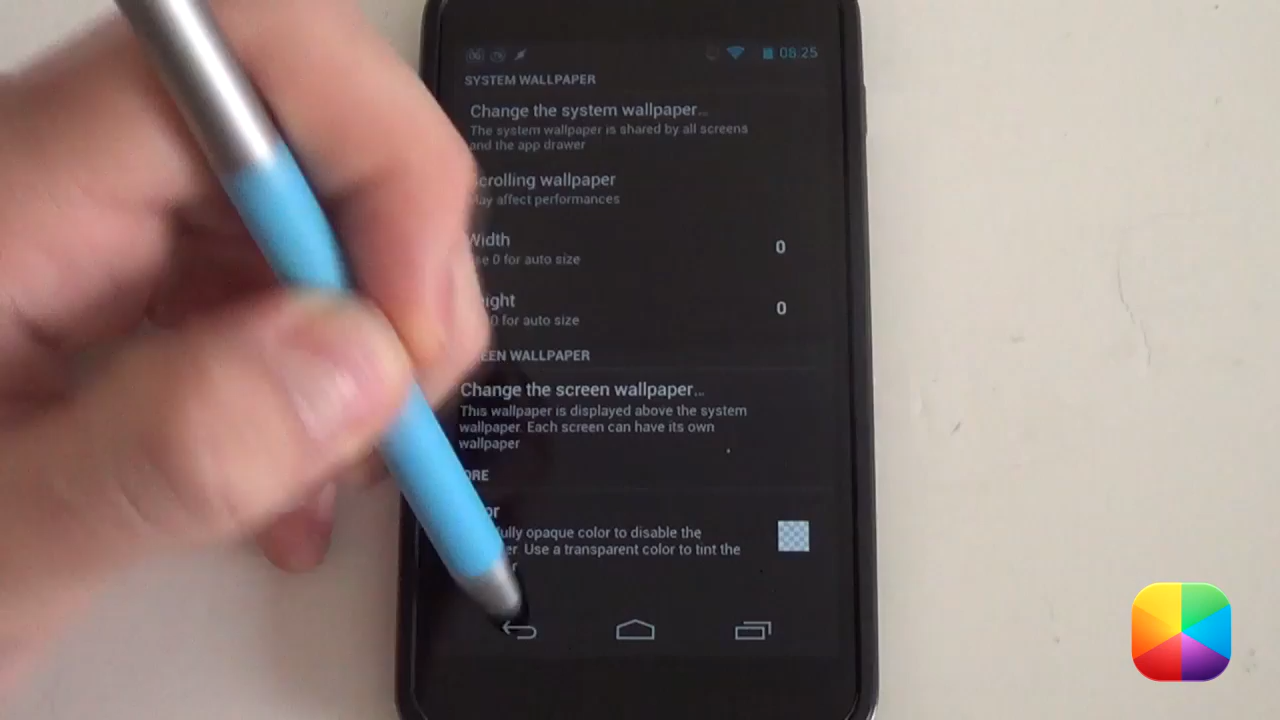 08:25
SYSTEM WALLPAPER
Change the system wallpaper...
The system wallpaper is shared by all screens
and the app drawer
crolling wallpaper
ay affect performances
Width
0
se 0 for auto size
eight
0
0 for auto size
EEN WALLPAPER
Change the screen wallpaper...
This wallpaper is displayed above the system
wallpaper. Each screen can have its own
wallpaper
ORE
or
fully opaque color to disable the
er. Use a transparent color to tint the
r